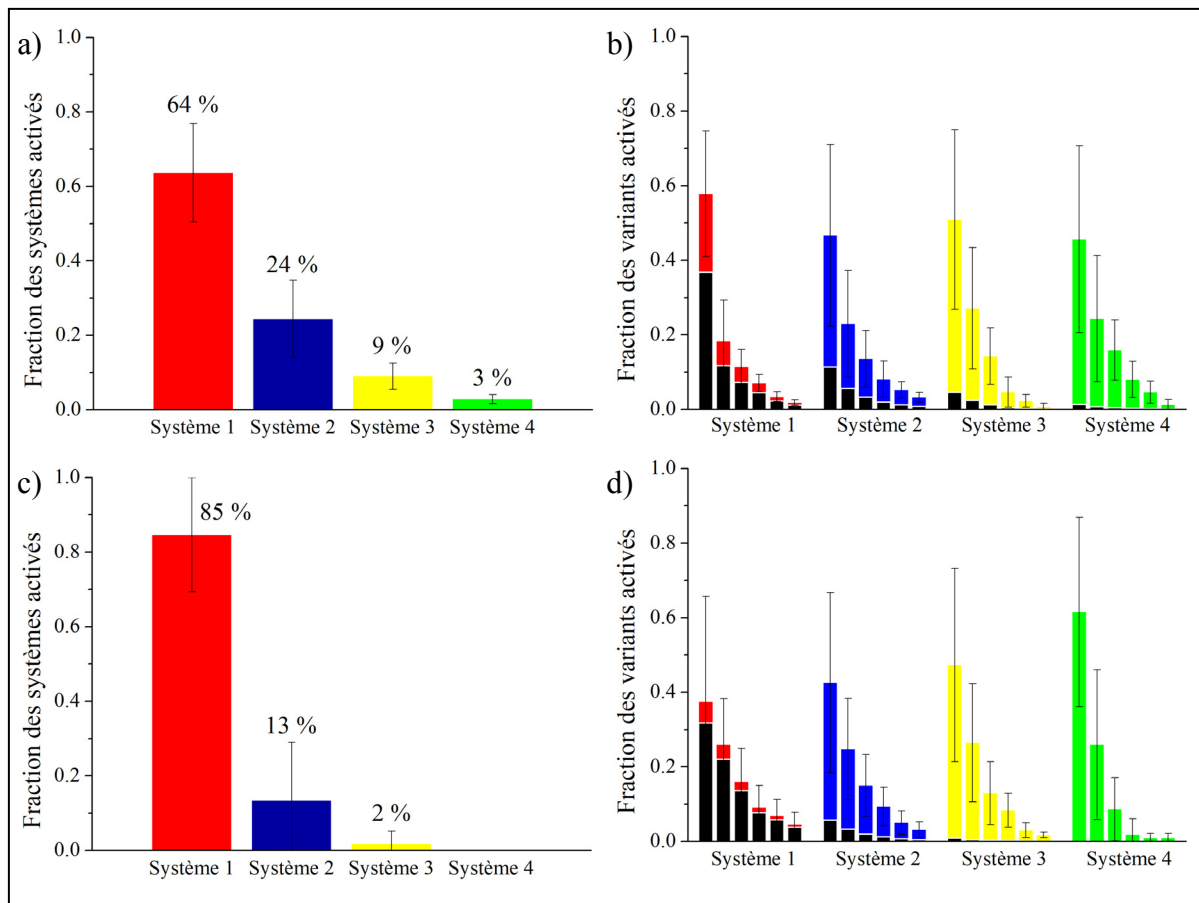 a)
Fraction des systèmes activés
1.0
0.8
0.6
0.4
0.2
0.0
64 %
24 %
9 %
3 %
Système 1 Système 2 Système 3 Système 4
b)
Fraction des variants activés
1.0
0.8
0.6
0.4
0.2
0.0
Système 1 Système 2 Système 3 Système 4
c)
Fraction des systèmes activés
1.0
0.8
0.6
0.4
0.2
0.0
85 %
13 %
2 %
Système 1 Système 2 Système 3 Système 4
d)
Fraction des variants activés
1.0
0.8
0.6
0.4
0.2
0.0
Système 1 Système 2 Système 3 Système 4